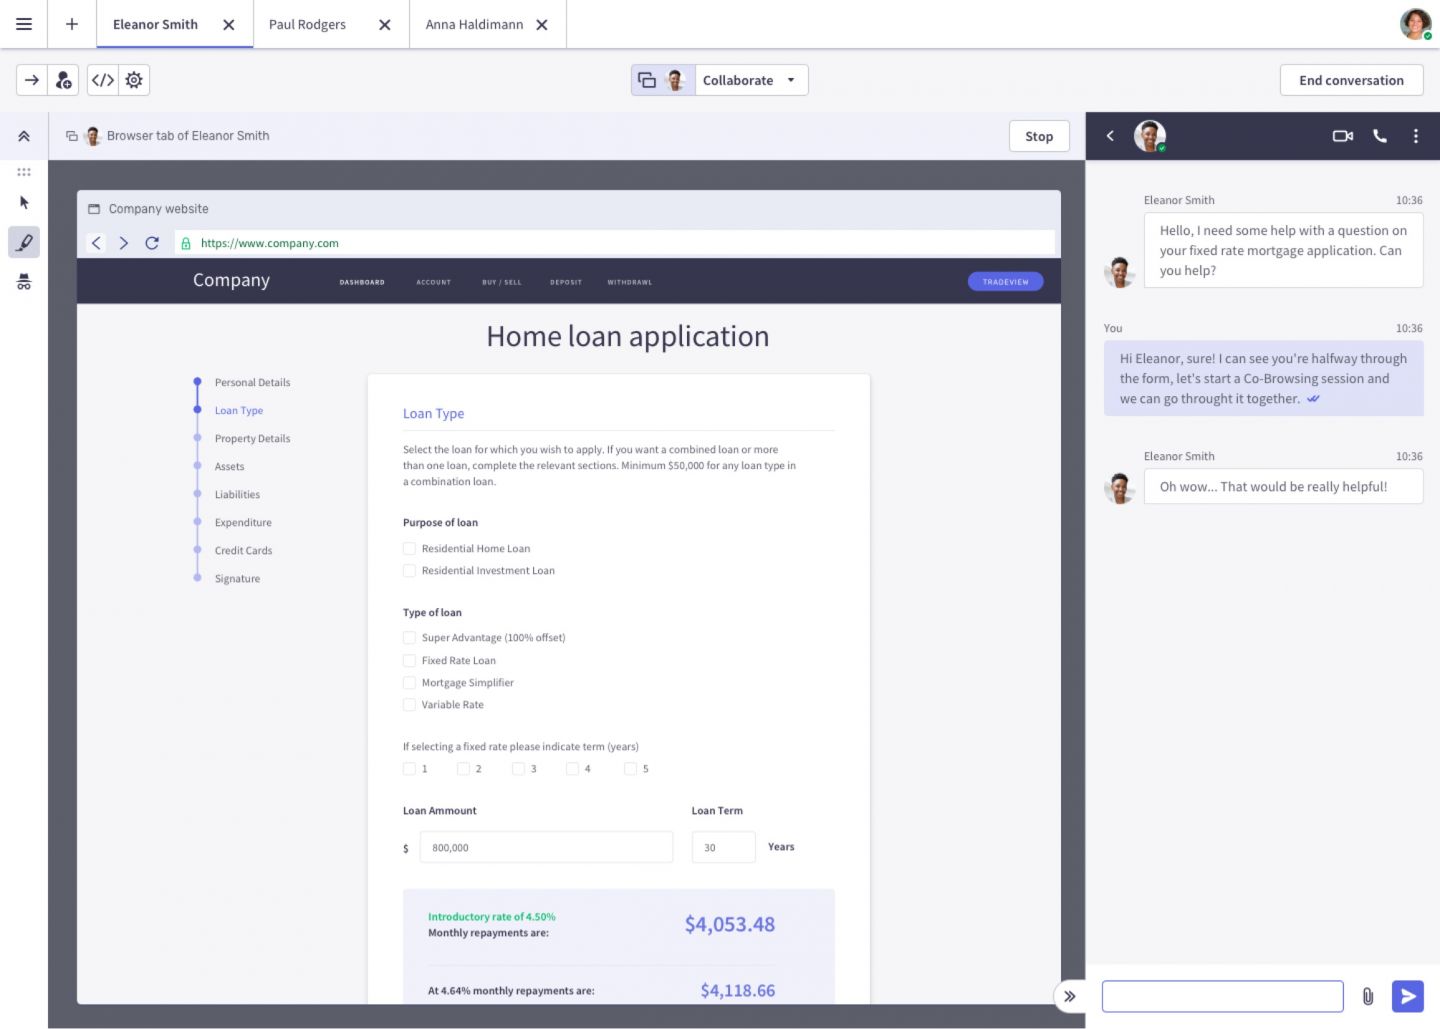 Eleanor Smith
Paul Rodgers
Anna Haldimann
Collaborate
End conversation
Browser tab of Eleanor Smith
Stop
Company website
https://www.company.com
Company
DASHBOARD
ACCOUNT
BUY / SELL
DEPOSIT
WITHDRAWL
TRADEVIEW
Home loan application
Personal Details
Loan Type
Property Details
Assets
Liabilities
Expenditure
Credit Cards
Signature
Loan Type
Select the loan for which you wish to apply. If you want a combined loan or more
than one loan, complete the relevant sections. Minimum $50,000 for any loan type in
a combination loan.
Purpose of loan
Residential Home Loan
Residential Investment Loan
Type of loan
Super Advantage (100% offset)
Fixed Rate Loan
Mortgage Simplifier
Variable Rate
If selecting a fixed rate please indicate term (years)
1 2 3 4 5
Loan Ammount
$ 800,000
Loan Term
30 Years
Introductory rate of 4.50%
Monthly repayments are:
$4,053.48
At 4.64% monthly repayments are:
$4,118.66
Eleanor Smith 10:36
Hello, I need some help with a question on
your fixed rate mortgage application. Can
you help?
You 10:36
Hi Eleanor, sure! I can see you're halfway through
the form, let's start a Co-Browsing session and
we can go throught it together.
Eleanor Smith 10:36
Oh wow... That would be really helpful!